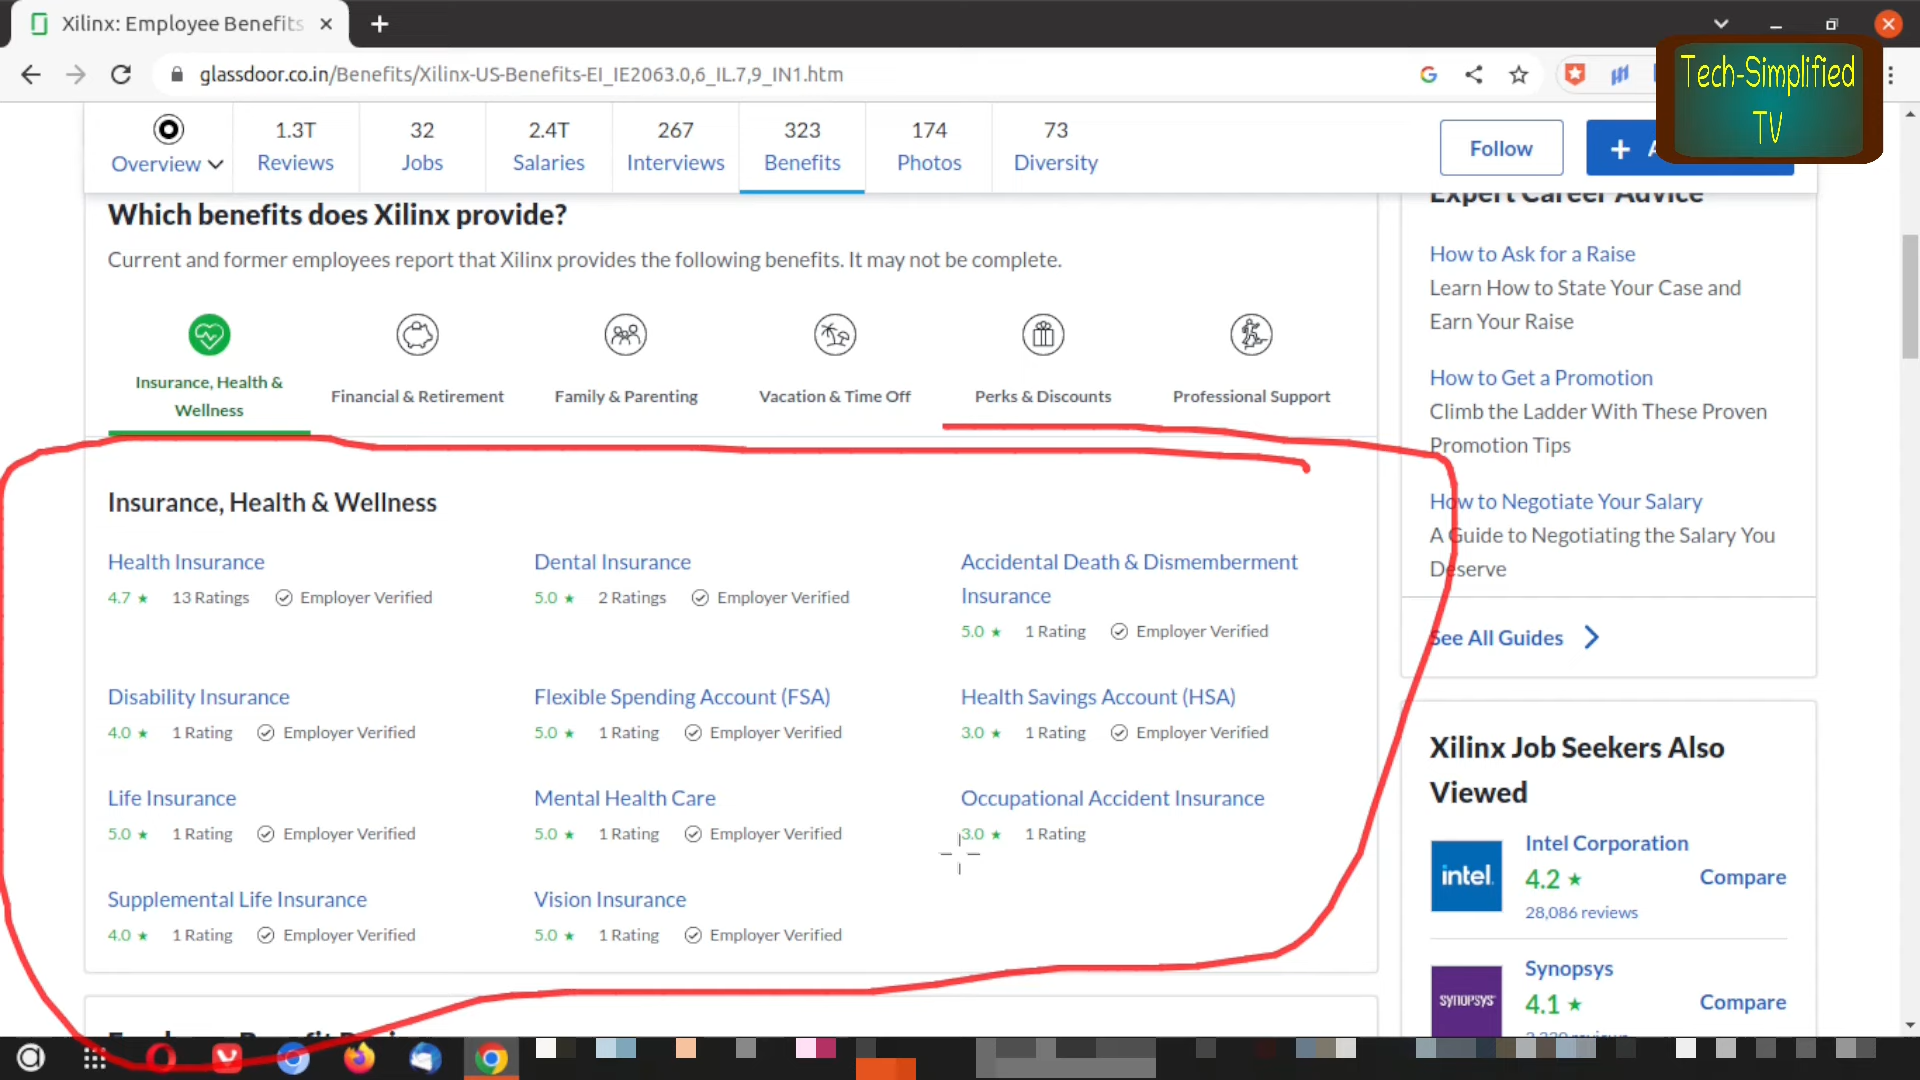 Xilinx: Employee Benefits
glassdoor.co.in/Benefits/Xilinx-US-Benefits-EI_IE2063.0,6_IL.7,9_IN1.htm
Tech-Simplified
TV
1.3T 32 2.4T 267 323 174 73
Overview Reviews Jobs Salaries Interviews Benefits Photos Diversity
Follow
+ A
Which benefits does Xilinx provide?
Current and former employees report that Xilinx provides the following benefits. It may not be complete.
Insurance, Health &
Wellness
Financial & Retirement
Family & Parenting
Vacation & Time Off
Perks & Discounts
Professional Support
Insurance, Health & Wellness
Health Insurance
4.7 ★ 13 Ratings Employer Verified
Dental Insurance
5.0 ★ 2 Ratings Employer Verified
Accidental Death & Dismemberment
Insurance
5.0 ★ 1 Rating Employer Verified
Disability Insurance
4.0 ★ 1 Rating Employer Verified
Flexible Spending Account (FSA)
5.0 ★ 1 Rating Employer Verified
Health Savings Account (HSA)
3.0 ★ 1 Rating Employer Verified
Life Insurance
5.0 ★ 1 Rating Employer Verified
Mental Health Care
5.0 ★ 1 Rating Employer Verified
Occupational Accident Insurance
3.0 ★ 1 Rating
Supplemental Life Insurance
4.0 ★ 1 Rating Employer Verified
Vision Insurance
5.0 ★ 1 Rating Employer Verified
Expert Career Advice
How to Ask for a Raise
Learn How to State Your Case and
Earn Your Raise
How to Get a Promotion
Climb the Ladder With These Proven
Promotion Tips
How to Negotiate Your Salary
A Guide to Negotiating the Salary You
Deserve
See All Guides
Xilinx Job Seekers Also
Viewed
intel
Intel Corporation
4.2 ★ Compare
28,086 reviews
SYNOPSYS
Synopsys
4.1 ★ Compare